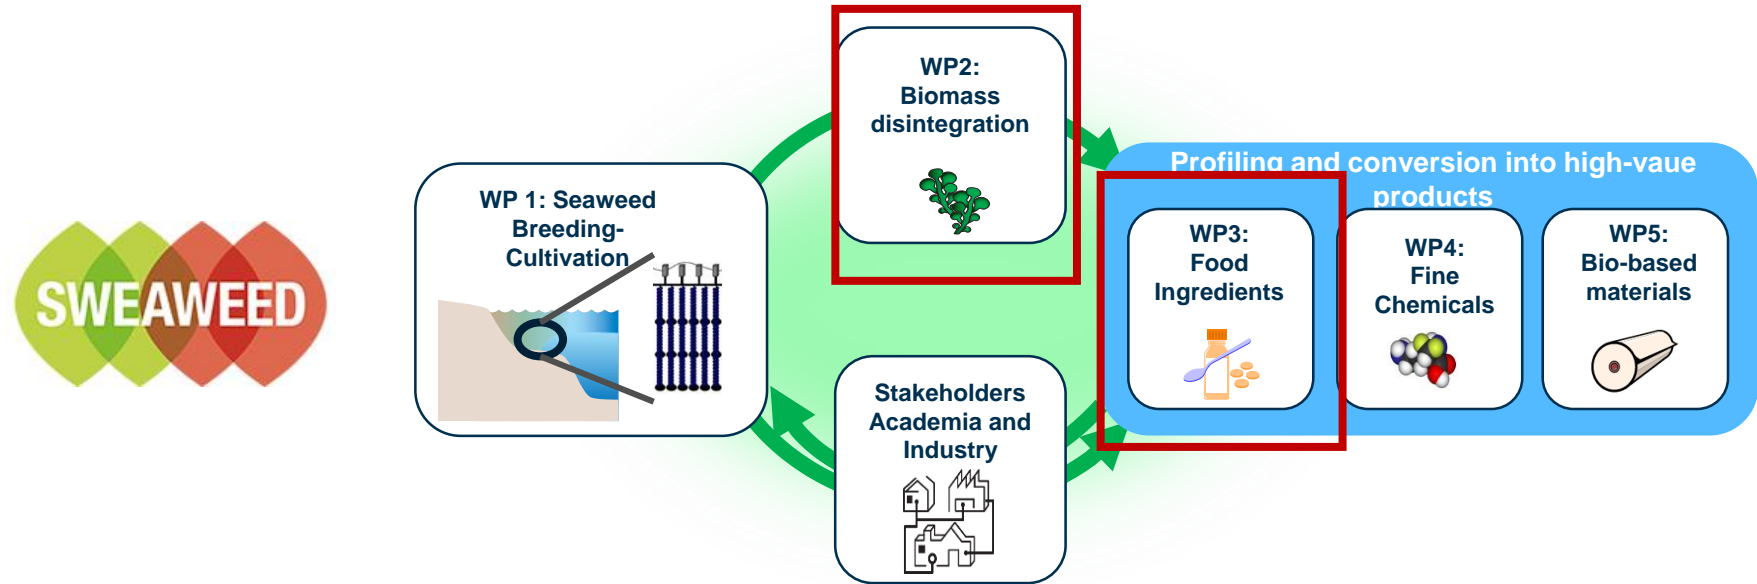 SWEAWEED
WP 1: Seaweed
Breeding-
Cultivation
WP2:
Biomass
disintegration
Stakeholders
Academia and
Industry
Profiling and conversion into high-vaue
products
WP3:
Food
Ingredients
WP4:
Fine
Chemicals
WP5:
Bio-based
materials